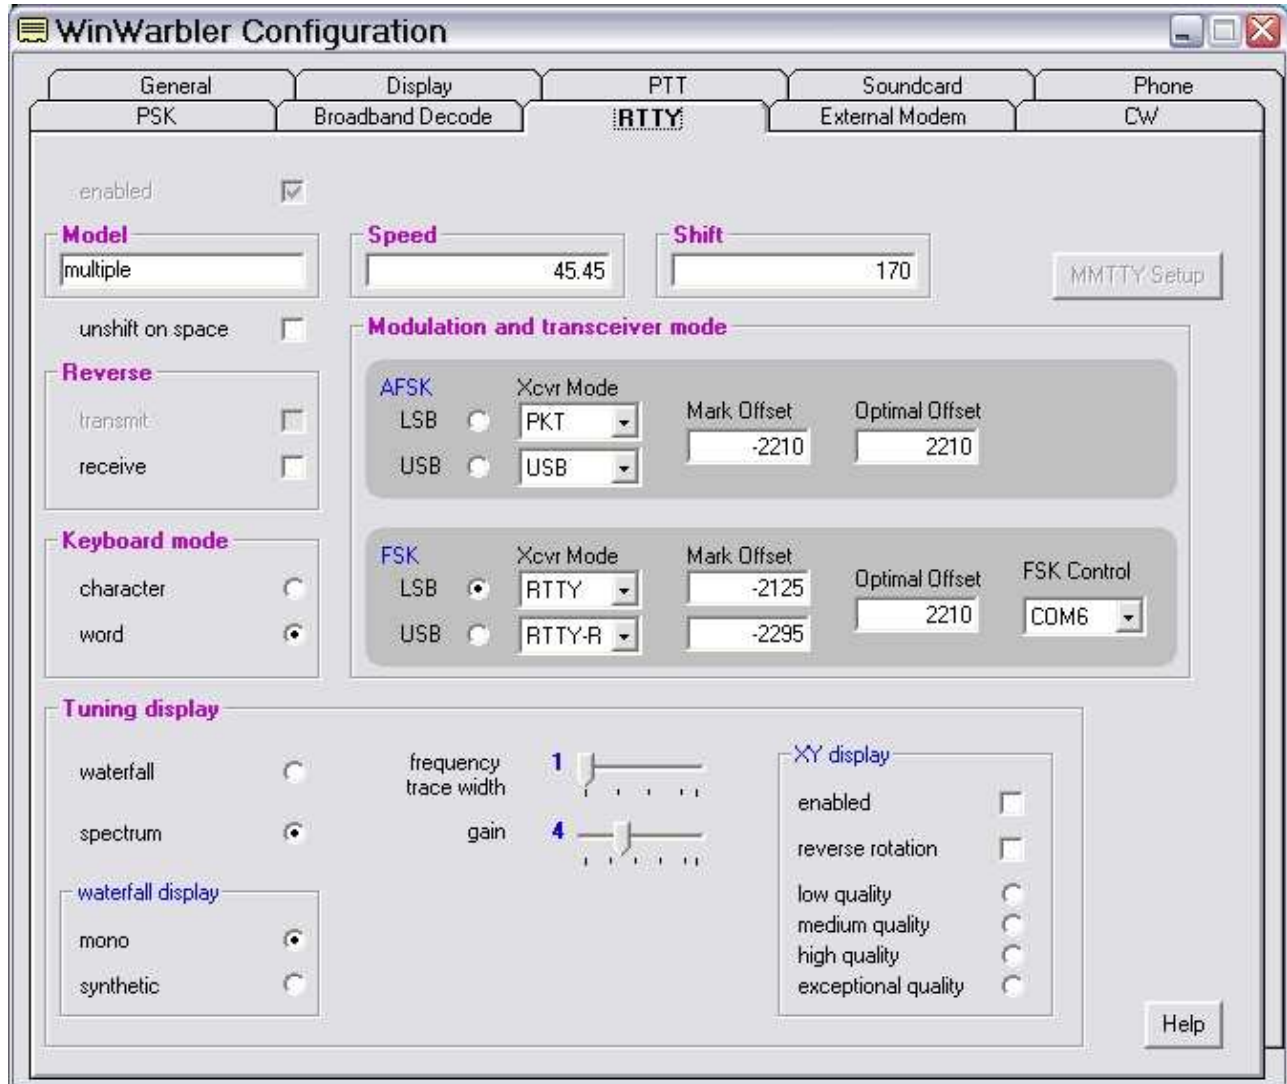 WinWarbler Configuration
General Display PTT Soundcard Phone
PSK Broadband Decode RTTY External Modem CW
enabled
Model Speed Shift
multiple 45.45 170 MMTTY Setup
unshift on space
Modulation and transceiver mode
Reverse
transmit
receive
AFSK Xcvr Mode Mark Offset Optimal Offset
LSB PKT -2210 2210
USB USB
Keyboard mode
character
word
FSK Xcvr Mode Mark Offset Optimal Offset FSK Control
LSB RTTY -2125 2210 COM6
USB RTTY-R -2295
Tuning display
waterfall
spectrum
frequency
trace width 1
gain 4
waterfall display
mono
synthetic
XY display
enabled
reverse rotation
low quality
medium quality
high quality
exceptional quality
Help